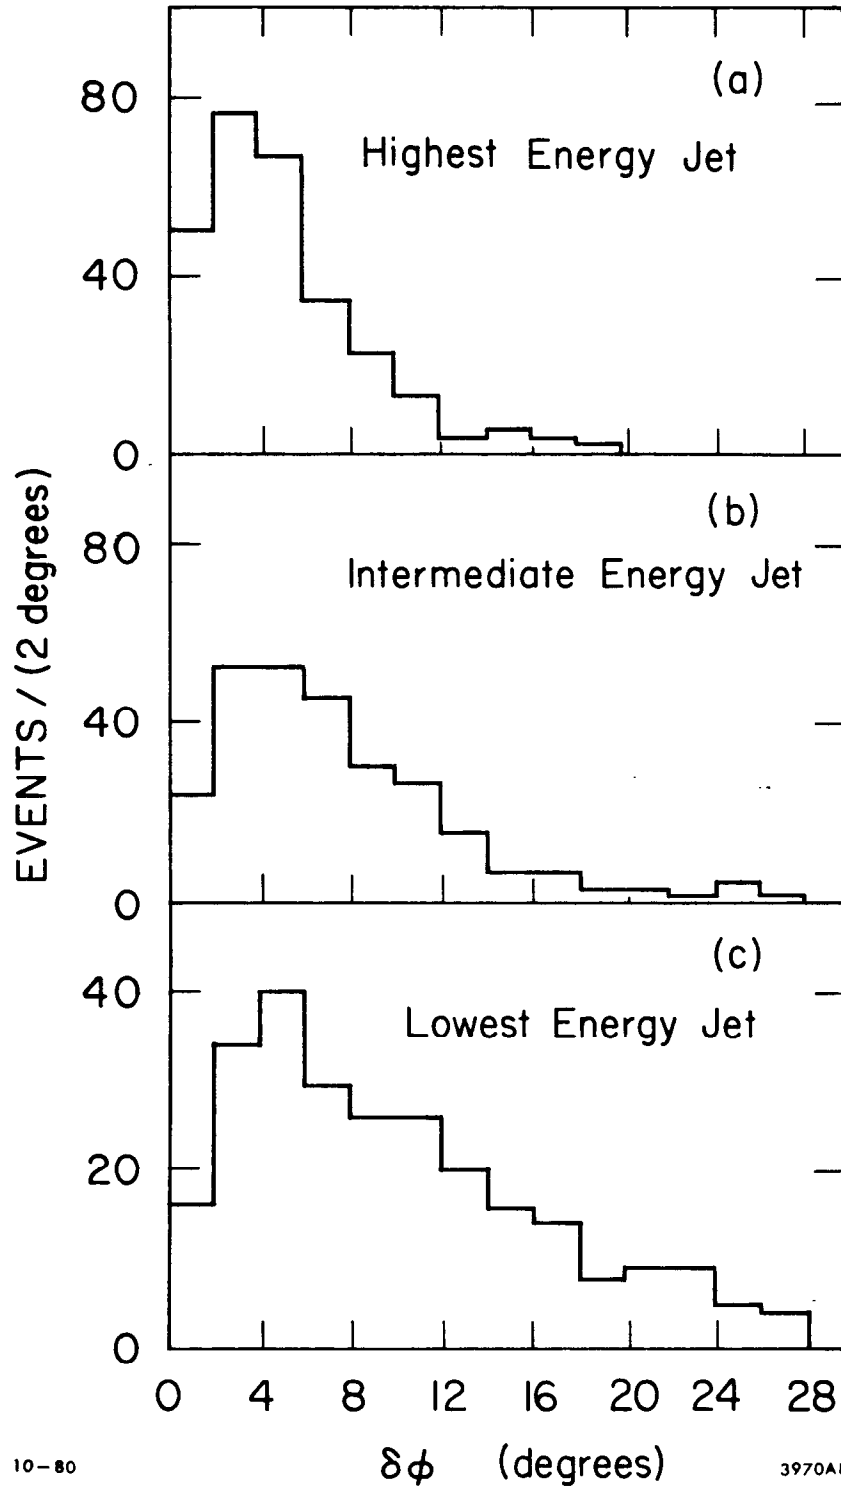 (a)
Highest Energy Jet
80
40
0
(b)
Intermediate Energy Jet
80
40
0
(c)
Lowest Energy Jet
40
20
0
EVENTS / (2 degrees)
0 4 8 12 16 20 24 28
δϕ (degrees)
10-80